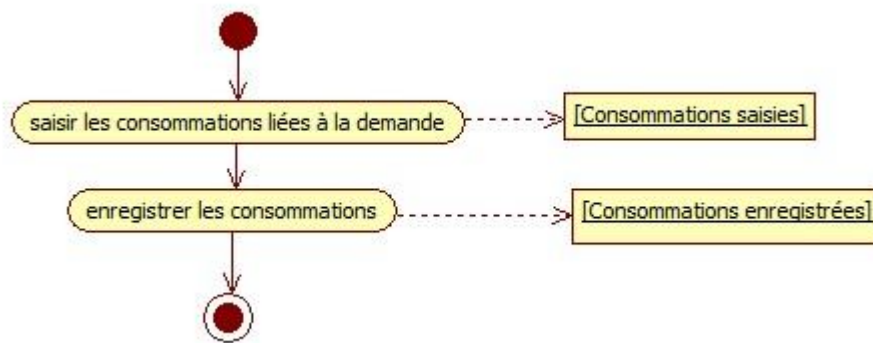 saisir les consommations liées à la demande
[Consommations saisies]
enregistrer les consommations
[Consommations enregistrées]